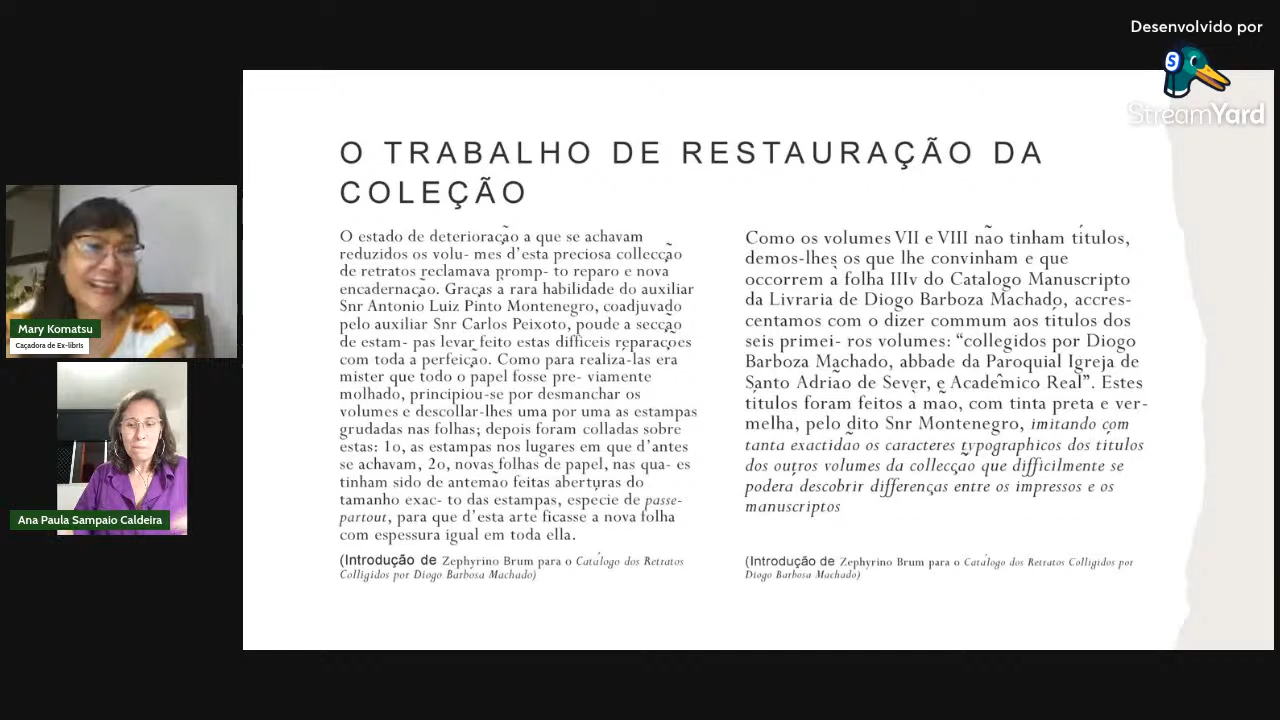 Desenvolvido por
StreamYard
O TRABALHO DE RESTAURAÇÃO DA
COLEÇÃO
O estado de deterioração a que se achavam
reduzidos os volu- mes d’esta preciosa collecção
de retratos reclamava promp- to reparo e nova
encadernação. Graças a rara habilidade do auxiliar
Snr Antonio Luiz Pinto Montenegro, coadjuvado
pelo auxiliar Snr Carlos Peixoto, poude a secção
de estam- pas levar feito estas difficeis reparações
com toda a perfeição. Como para realizá-las era
mister que todo o papel fosse pre- viamente
molhado, principiou-se por desmanchar os
volumes e descollar-lhes uma por uma as estampas
grudadas nas folhas; depois foram colladas sobre
estas: 1o, as estampas nos lugares em que d’antes
se achavam, 2o, novas folhas de papel, nas qua- es
tinham sido de antemão feitas aberturas do
tamanho exac- to das estampas, especie de passe-
partout, para que d’esta arte ficasse a nova folha
com espessura igual em toda ella.
(Introdução de Zephyrino Brum para o Catálogo dos Retratos
Colligidos por Diogo Barbosa Machado)
Como os volumes VII e VIII não tinham títulos,
demos-lhes os que lhe convinham e que
occorrem à folha IIIv do Catalogo Manuscripto
da Livraria de Diogo Barboza Machado, accres-
centamos com o dizer commum aos títulos dos
seis primei- ros volumes: “collegidos por Diogo
Barboza Machado, abbade da Paroquial Igreja de
Santo Adrião de Sever, e Acadêmico Real”. Estes
títulos foram feitos à mão, com tinta preta e ver-
melha, pelo dito Snr Montenegro, imitando com
tanta exactidão os caracteres typographicos dos títulos
dos outros volumes da collecção que difficilmente se
podera descobrir differenças entre os impressos e os
manuscriptos
(Introdução de Zephyrino Brum para o Catálogo dos Retratos Colligidos por
Diogo Barbosa Machado)
Mary Komatsu
Caçadora de Ex-libris
Ana Paula Sampaio Caldeira